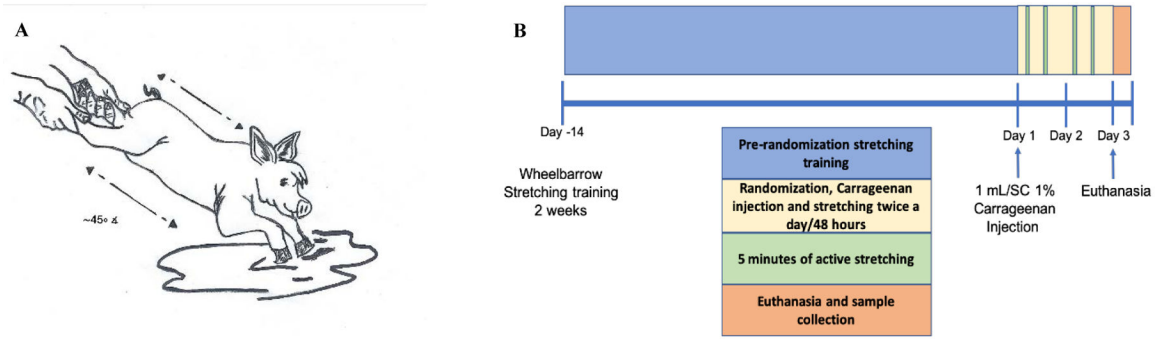 A
~45° ∡
B
Day -14
Day 1
Day 2
Day 3
Wheelbarrow
Stretching training
2 weeks
1 mL/SC 1%
Carrageenan
Injection
Euthanasia
Pre-randomization stretching
training
Randomization, Carrageenan
injection and stretching twice a
day/48 hours
5 minutes of active stretching
Euthanasia and sample
collection